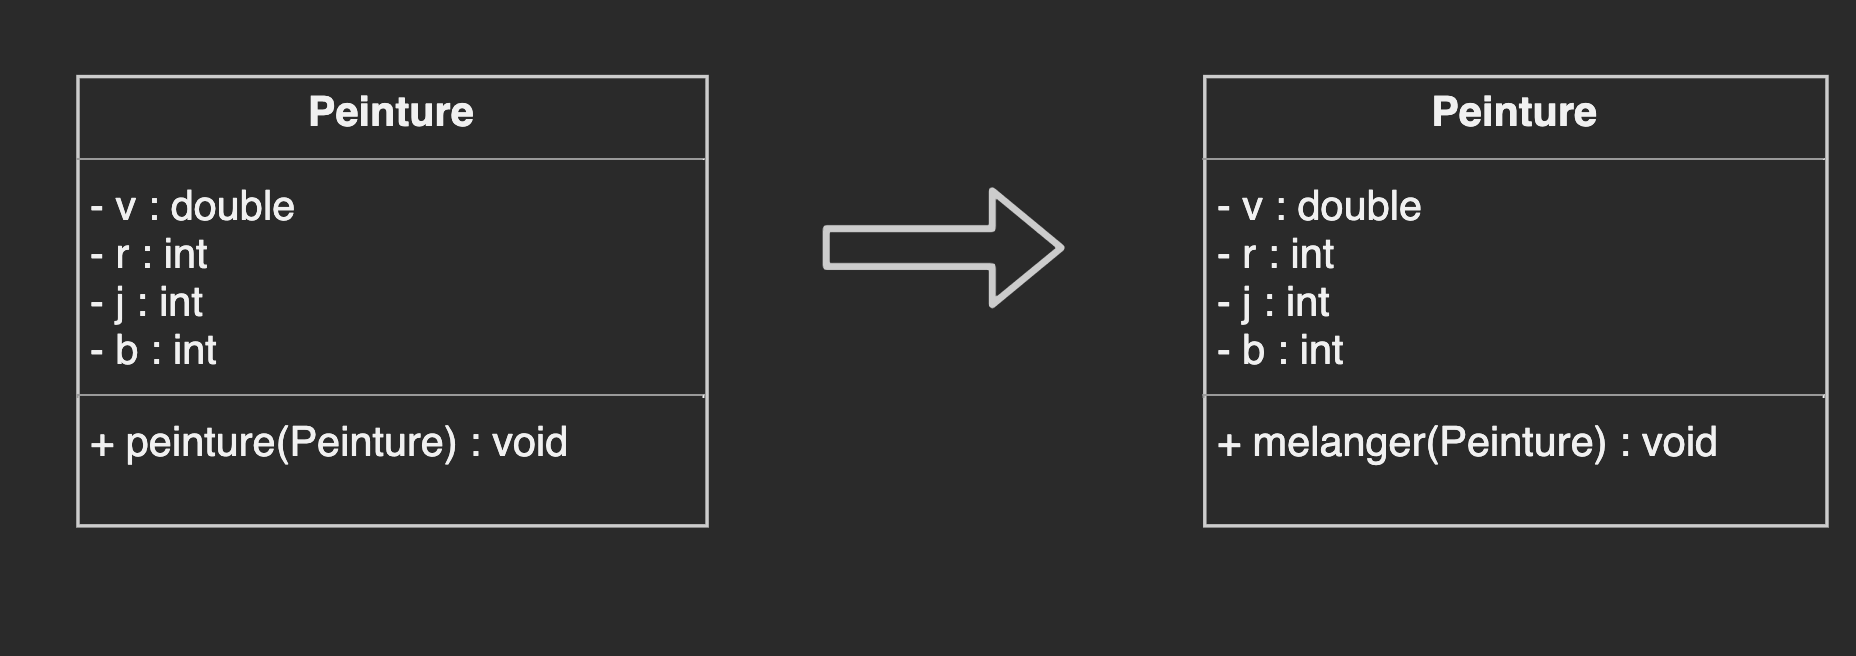 Peinture
- v : double
- r : int
- j : int
- b : int
+ peinture(Peinture) : void
Peinture
- v : double
- r : int
- j : int
- b : int
+ melanger(Peinture) : void